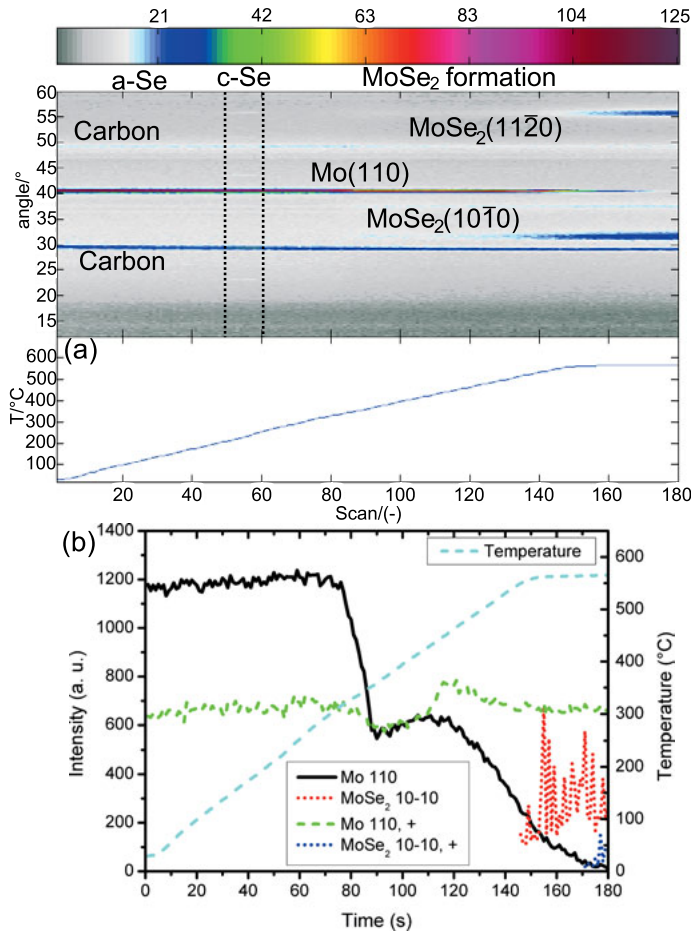 21 42 63 83 104 125
a-Se c-Se MoSe₂ formation
60
55
50
45
40
35
30
25
20
15
angle/°
Carbon
MoSe₂(112̄0)
Mo(110)
MoSe₂(101̄0)
Carbon
(a)
600
500
400
300
200
100
T/°C
20 40 60 80 100 120 140 160 180
Scan/(-)
(b)
1400
1200
1000
800
600
400
200
0
Intensity (a. u.)
Temperature
600
500
400
300
200
100
0
Temperature (°C)
Mo 110
MoSe₂ 10-10
Mo 110, +
MoSe₂ 10-10, +
0 20 40 60 80 100 120 140 160 180
Time (s)